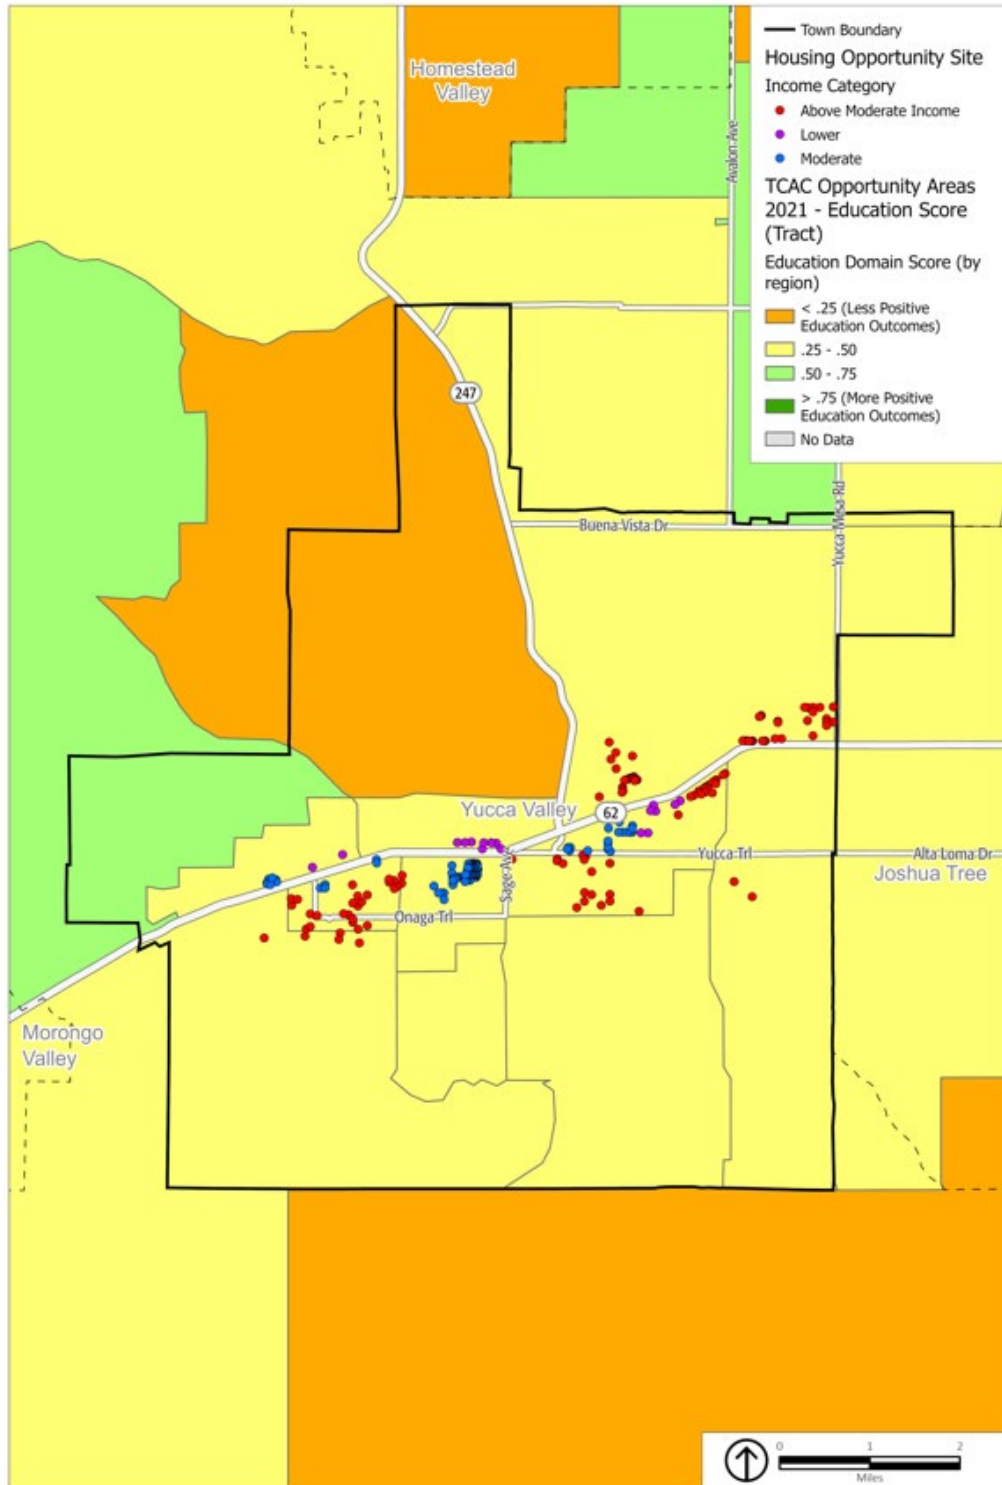 Town Boundary
Housing Opportunity Site
Income Category
Above Moderate Income
Lower
Moderate
TCAC Opportunity Areas
2021 - Education Score
(Tract)
Education Domain Score (by
region)
< .25 (Less Positive
Education Outcomes)
.25 - .50
.50 - .75
> .75 (More Positive
Education Outcomes)
No Data
Homestead
Valley
Avalon Ave
247
Buena Vista Dr
Yucca Mesa Rd
Yucca Valley
62
Sage Ave
Yucca Trl
Alta Loma Dr
Joshua Tree
Onaga Trl
Morongo
Valley
0 1 2
Miles